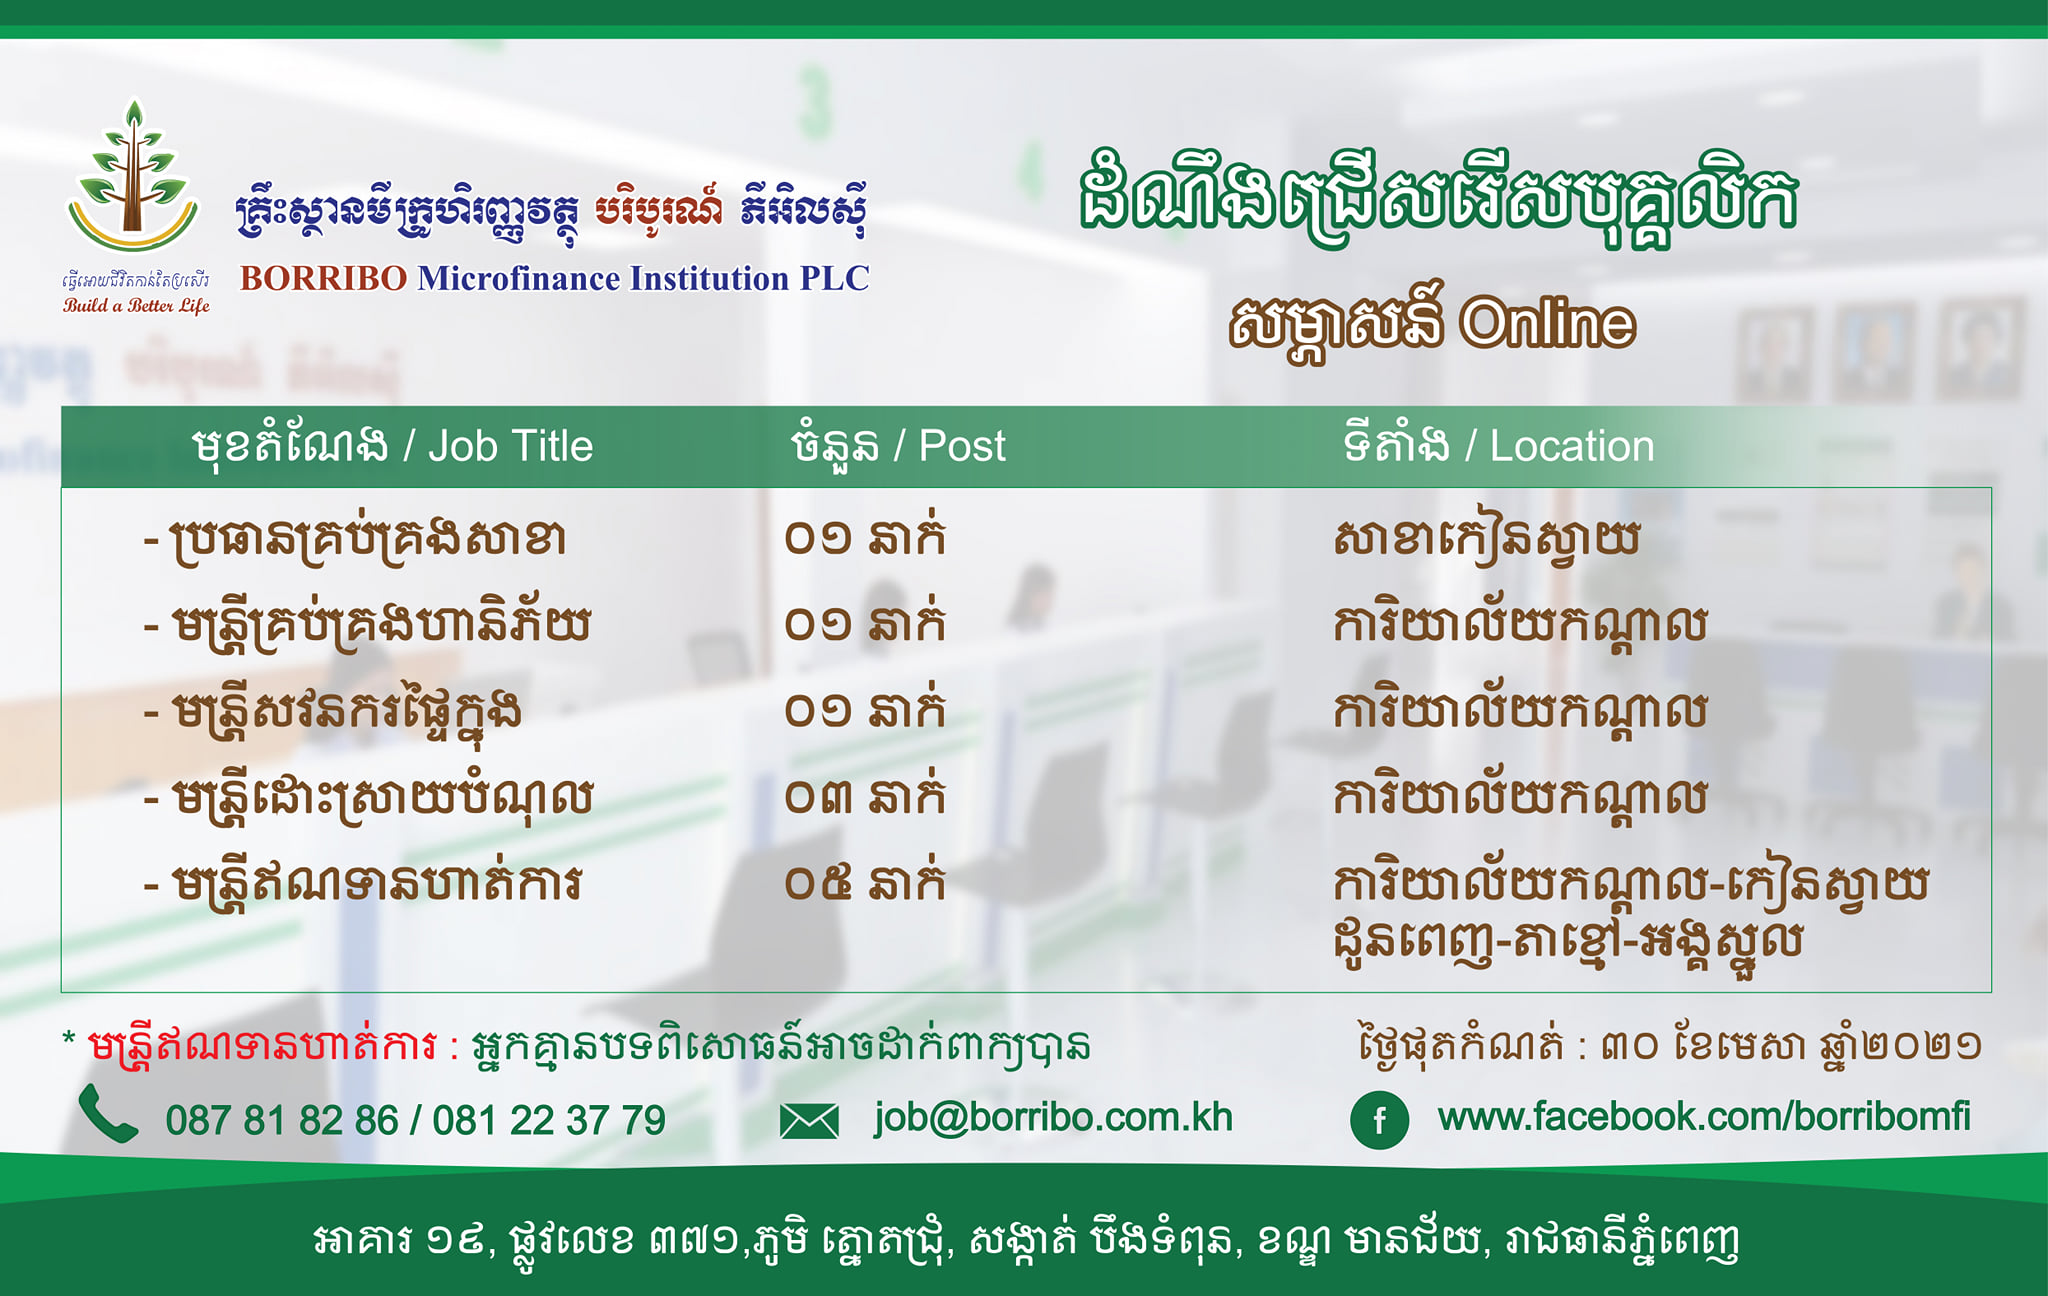 ដំណឹងជ្រើសរើសបុគ្គលិក
សម្ភាសន៍ Online
គ្រឹះស្ថានមីក្រូហិរញ្ញវត្ថុ បរិបូរណ៍ ភីអិលស៊ី
BORRIBO Microfinance Institution PLC
ធ្វើអោយជីវិតកាន់តែប្រសើរ
Build a Better Life
មុខតំណែង / Job Title ចំនួន / Post ទីតាំង / Location
- ប្រធានគ្រប់គ្រងសាខា ០១ នាក់ សាខាកៀនស្វាយ
- មន្ត្រីគ្រប់គ្រងហានិភ័យ ០១ នាក់ ការិយាល័យកណ្តាល
- មន្ត្រីសវនករផ្ទៃក្នុង ០១ នាក់ ការិយាល័យកណ្តាល
- មន្ត្រីដោះស្រាយបំណុល ០៣ នាក់ ការិយាល័យកណ្តាល
- មន្ត្រីឥណទានហាត់ការ ០៥ នាក់ ការិយាល័យកណ្តាល-កៀនស្វាយ
ដូនពេញ-តាខ្មៅ-អង្គស្នួល
* មន្ត្រីឥណទានហាត់ការ : អ្នកគ្មានបទពិសោធន៍អាចដាក់ពាក្យបាន ថ្ងៃផុតកំណត់ : ៣០ ខែមេសា ឆ្នាំ២០២១
087 81 82 86 / 081 22 37 79 job@borribo.com.kh www.facebook.com/borribomfi
អាគារ ១៩, ផ្លូវលេខ ៣៧១,ភូមិ ត្នោតជ្រុំ, សង្កាត់ បឹងទំពុន, ខណ្ឌ មានជ័យ, រាជធានីភ្នំពេញ